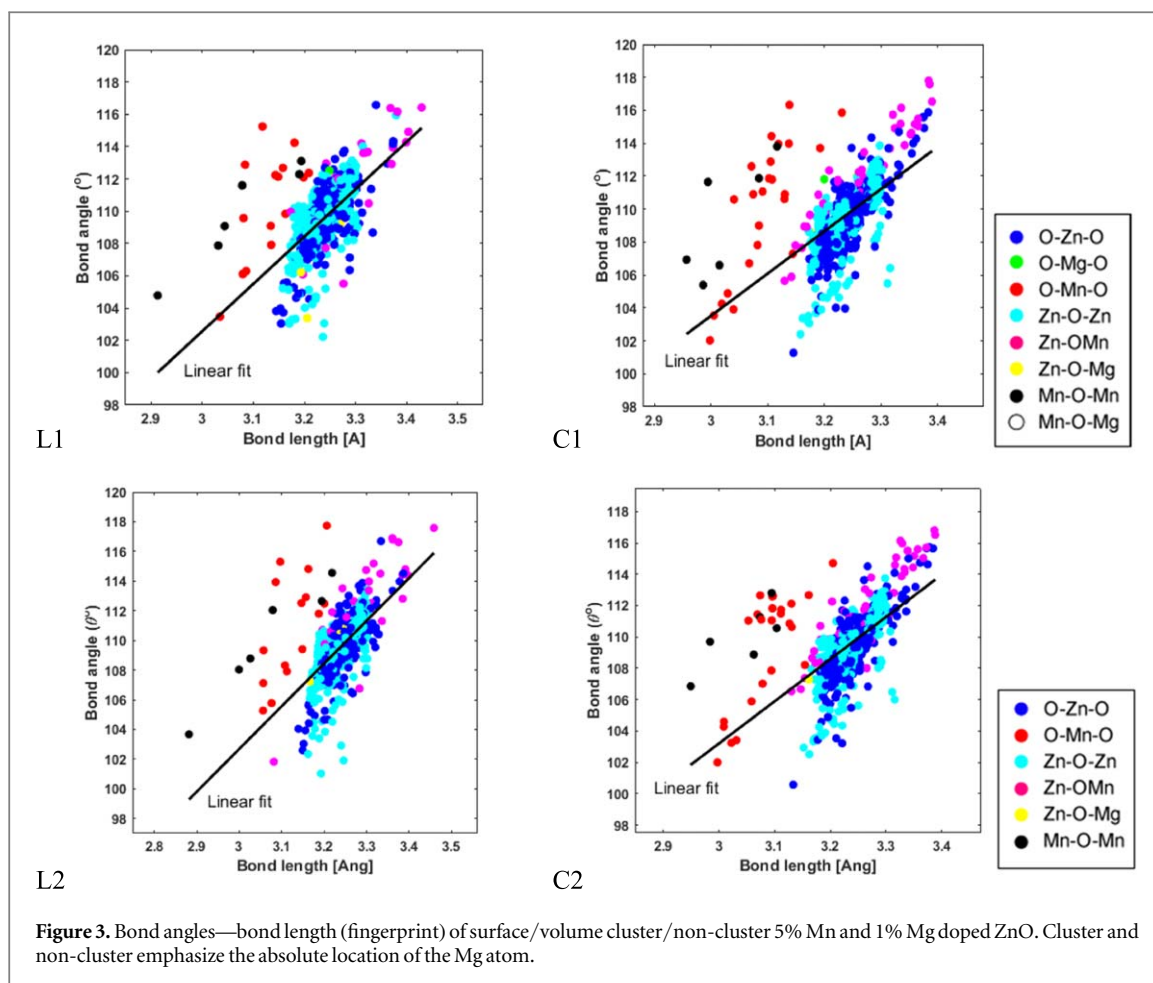 120
118
116
114
112
110
108
106
104
102
100
98
Bond angle (°)
Linear fit
2.9 3 3.1 3.2 3.3 3.4 3.5
Bond length [A]
L1
120
118
116
114
112
110
108
106
104
102
100
98
Bond angle (°)
Linear fit
2.9 3 3.1 3.2 3.3 3.4
Bond length [A]
C1
O-Zn-O
O-Mg-O
O-Mn-O
Zn-O-Zn
Zn-OMn
Zn-O-Mg
Mn-O-Mn
Mn-O-Mg
120
118
116
114
112
110
108
106
104
102
100
98
Bond angle (θ°)
Linear fit
2.8 2.9 3 3.1 3.2 3.3 3.4 3.5
Bond length [Ang]
L2
118
116
114
112
110
108
106
104
102
100
98
Bond angle (θ°)
Linear fit
2.9 3 3.1 3.2 3.3 3.4
Bond length [Ang]
C2
O-Zn-O
O-Mn-O
Zn-O-Zn
Zn-OMn
Zn-O-Mg
Mn-O-Mn
Figure 3. Bond angles—bond length (fingerprint) of surface/volume cluster/non-cluster 5% Mn and 1% Mg doped ZnO. Cluster and
non-cluster emphasize the absolute location of the Mg atom.